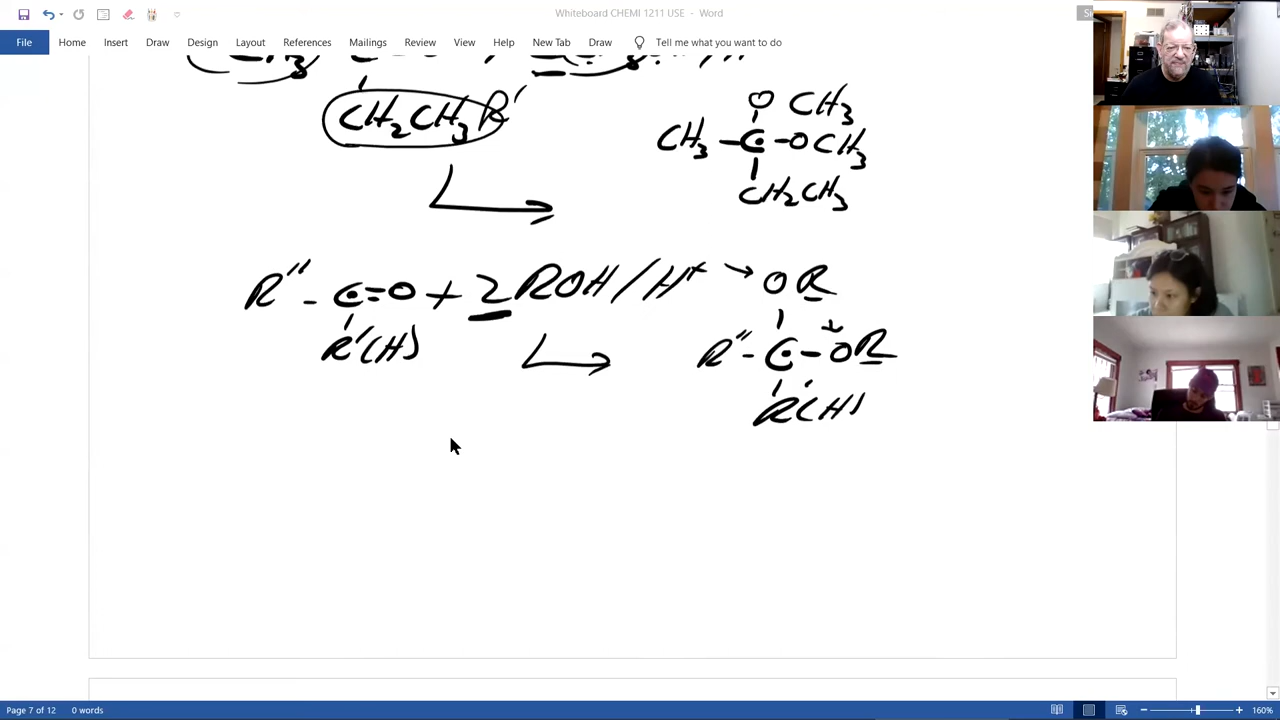 Whiteboard CHEMI 1211 USE - Word
File Home Insert Draw Design Layout References Mailings Review View Help New Tab Draw Tell me what you want to do
CH2CH3R'
O CH3
CH3-C-OCH3
CH2CH3
R''-C=O+2ROH/H+ → OR
R'(H)
R''-C-OR
R(H)
Page 7 of 12 0 words 160%